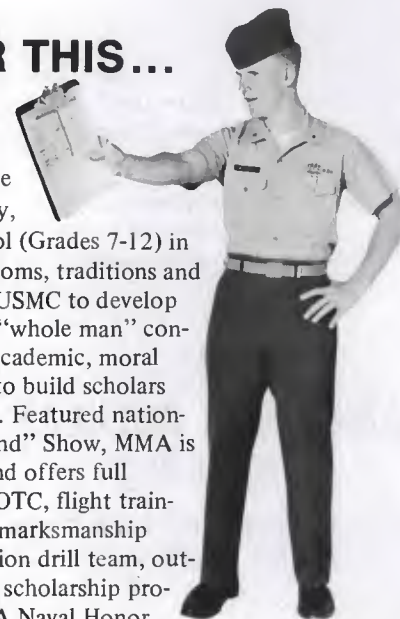 R THIS...
e
y,
ol (Grades 7-12) in
oms, traditions and
USMC to develop
"whole man" con-
cademic, moral
to build scholars
. Featured nation-
nd" Show, MMA is
nd offers full
OTC, flight train-
marksmanship
ion drill team, out-
scholarship pro-
A Naval Honor